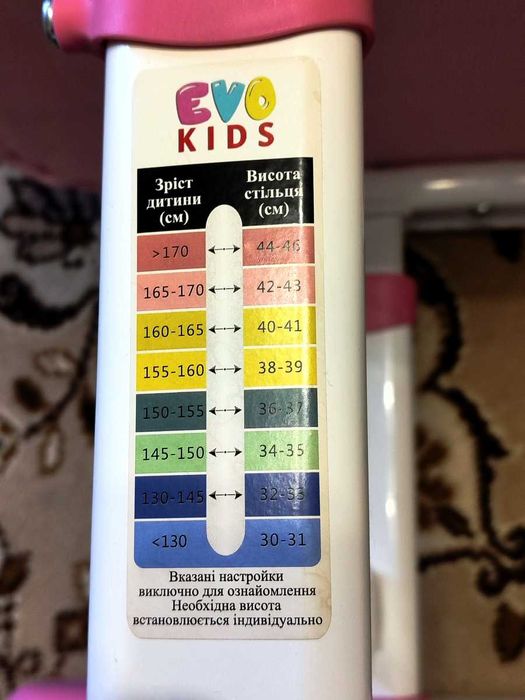 EVO
KIDS
Зріст дитини (см) Висота стільця (см)
>170 44-46
165-170 42-43
160-165 40-41
155-160 38-39
150-155 36-37
145-150 34-35
130-145 32-33
<130 30-31
Вказані настройки
виключно для ознайомлення
Необхідна висота
встановлюється індивідуально